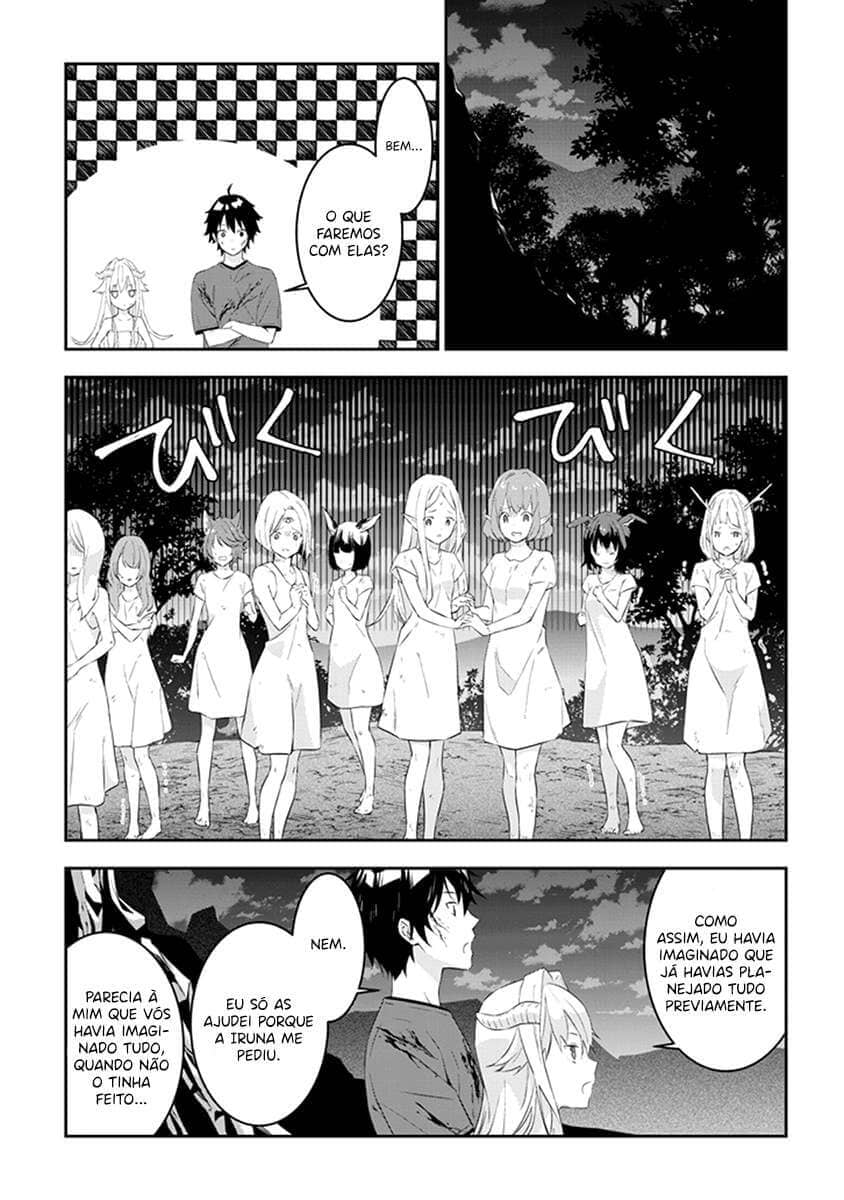 BEM...
O QUE
FAREMOS
COM ELAS?
びく
びく
COMO
ASSIM, EU HAVIA
IMAGINADO QUE
JÁ HAVIAS PLA-
NEJADO TUDO
PREVIAMENTE.
NEM.
EU SÓ AS
AJUDEI PORQUE
A IRUNA ME
PEDIU.
PARECIA À
MIM QUE VÓS
HAVIA IMAGI-
NADO TUDO,
QUANDO NÃO
O TINHA
FEITO...